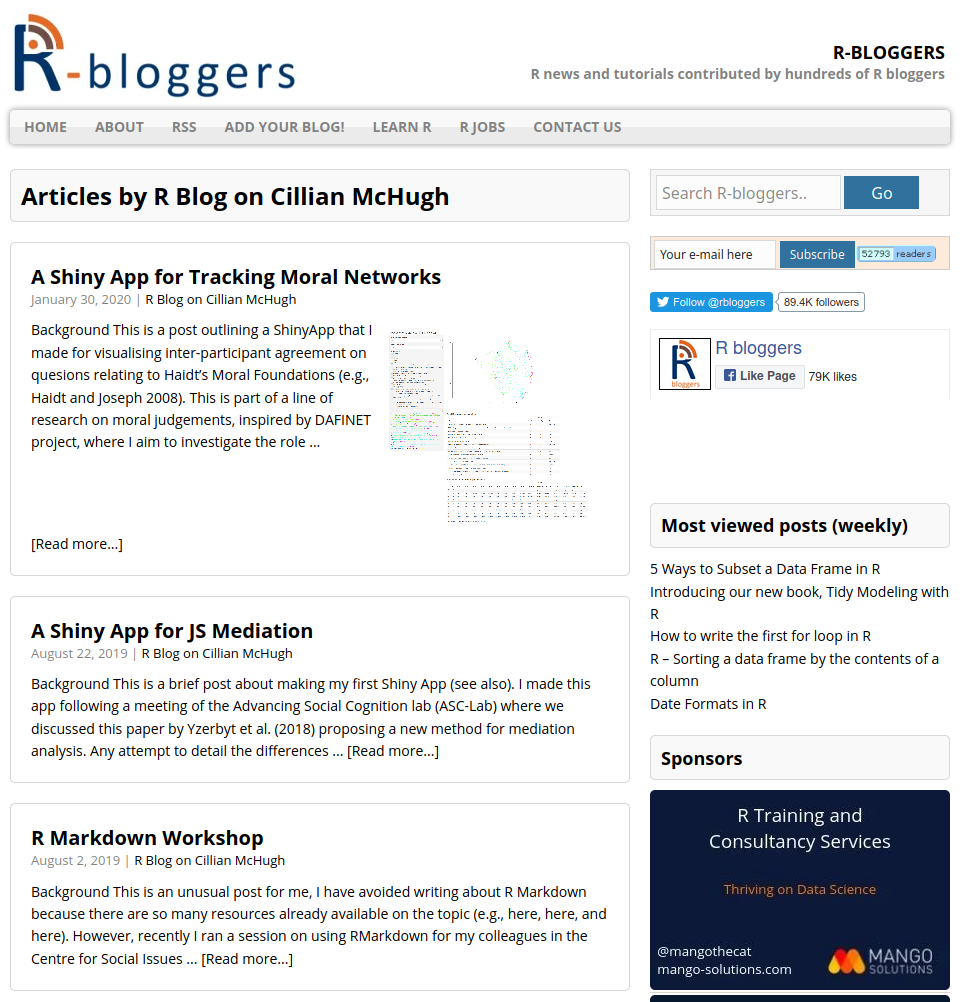 R-bloggers
R-BLOGGERS
R news and tutorials contributed by hundreds of R bloggers
HOME ABOUT RSS ADD YOUR BLOG! LEARN R R JOBS CONTACT US
Articles by R Blog on Cillian McHugh
A Shiny App for Tracking Moral Networks
January 30, 2020 | R Blog on Cillian McHugh
Background This is a post outlining a ShinyApp that I
made for visualising inter-participant agreement on
quesions relating to Haidt’s Moral Foundations (e.g.,
Haidt and Joseph 2008). This is part of a line of
research on moral judgements, inspired by DAFINET
project, where I aim to investigate the role ...
[Read more...]
A Shiny App for JS Mediation
August 22, 2019 | R Blog on Cillian McHugh
Background This is a brief post about making my first Shiny App (see also). I made this
app following a meeting of the Advancing Social Cognition lab (ASC-Lab) where we
discussed this paper by Yzerbyt et al. (2018) proposing a new method for mediation
analysis. Any attempt to detail the differences ... [Read more...]
R Markdown Workshop
August 2, 2019 | R Blog on Cillian McHugh
Background This is an unusual post for me, I have avoided writing about R Markdown
because there are so many resources already available on the topic (e.g., here, here, and
here). However, recently I ran a session on using RMarkdown for my colleagues in the
Centre for Social Issues ... [Read more...]
Search R-bloggers.. Go
Your e-mail here Subscribe 52793 readers
Follow @rbloggers 89.4K followers
R bloggers
bloggers
Like Page 79K likes
Most viewed posts (weekly)
5 Ways to Subset a Data Frame in R
Introducing our new book, Tidy Modeling with
R
How to write the first for loop in R
R – Sorting a data frame by the contents of a
column
Date Formats in R
Sponsors
R Training and
Consultancy Services
Thriving on Data Science
@mangothecat
mango-solutions.com
MANGO
SOLUTIONS